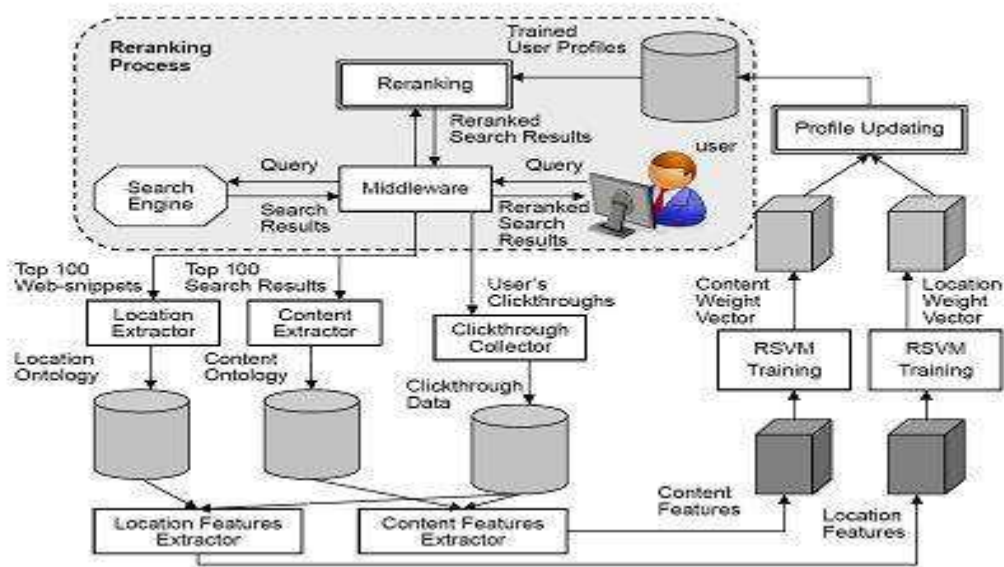 Reranking
Process
Trained
User Profiles
Reranking
Reranked
Search Results
Profile Updating
user
Query
Query
Search
Engine
Middleware
Search
Results
Reranked
Search
Results
Top 100
Web-snippets
Top 100
Search Results
User's
Clickthroughs
Content
Weight
Vector
Location
Weight
Vector
Location
Extractor
Content
Extractor
Clickthrough
Collector
RSVM
Training
RSVM
Training
Location
Ontology
Content
Ontology
Clickthrough
Data
Content
Features
Location
Features
Location Features
Extractor
Content Features
Extractor